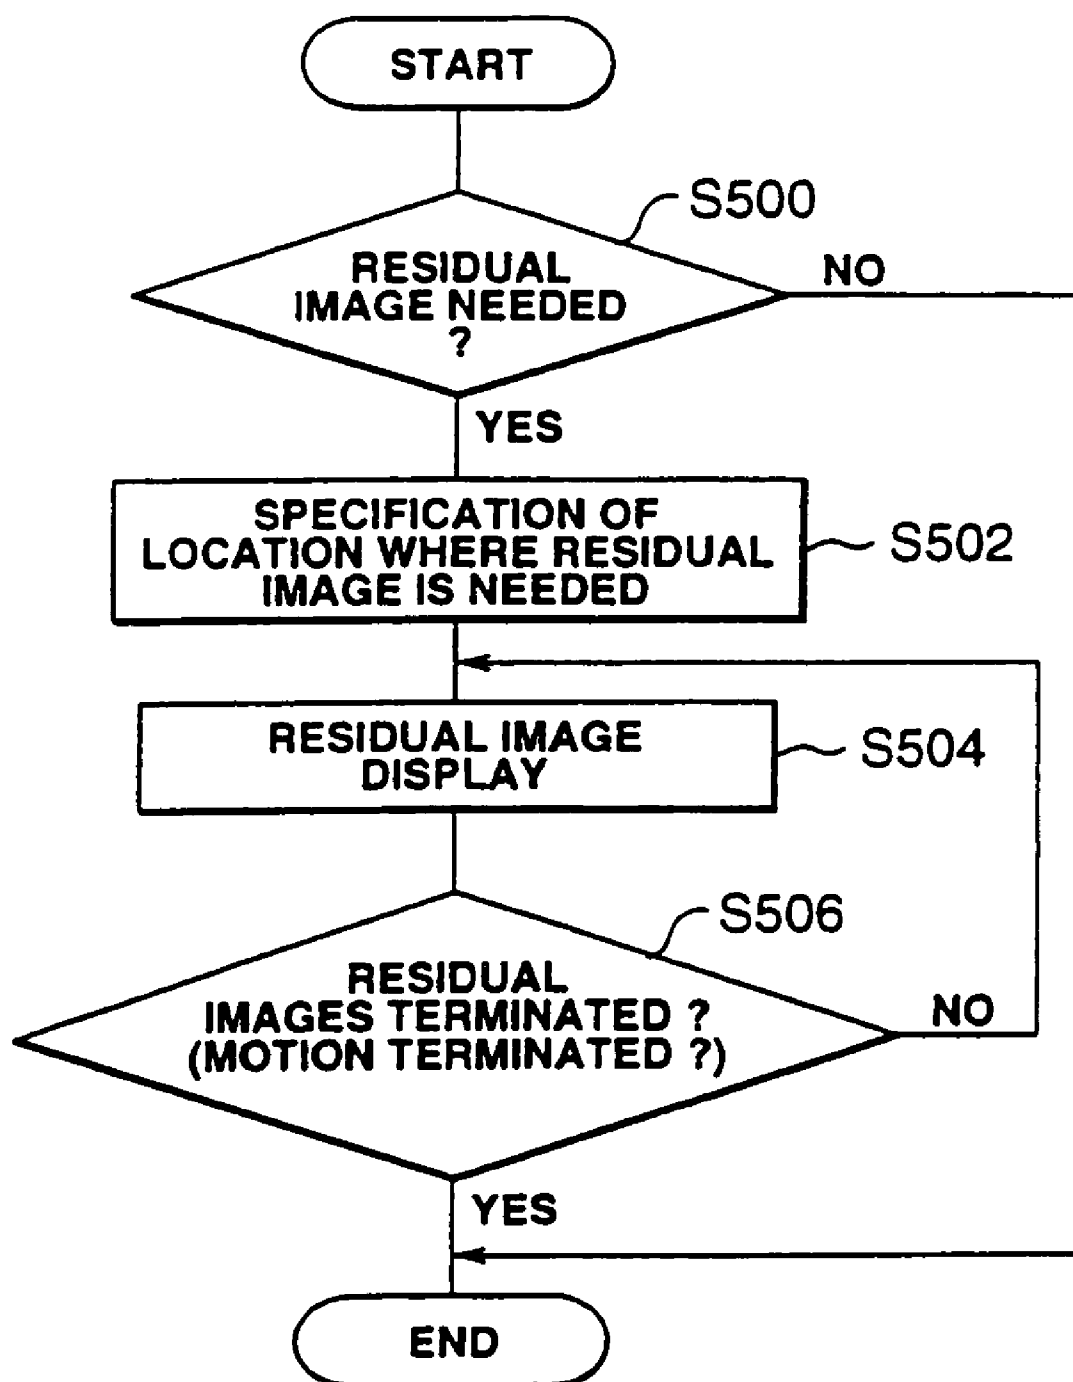 START
S500
RESIDUAL
IMAGE NEEDED
?
NO
YES
SPECIFICATION OF
LOCATION WHERE RESIDUAL
IMAGE IS NEEDED
S502
RESIDUAL IMAGE
DISPLAY
S504
S506
RESIDUAL
IMAGES TERMINATED ?
(MOTION TERMINATED ?)
NO
YES
END